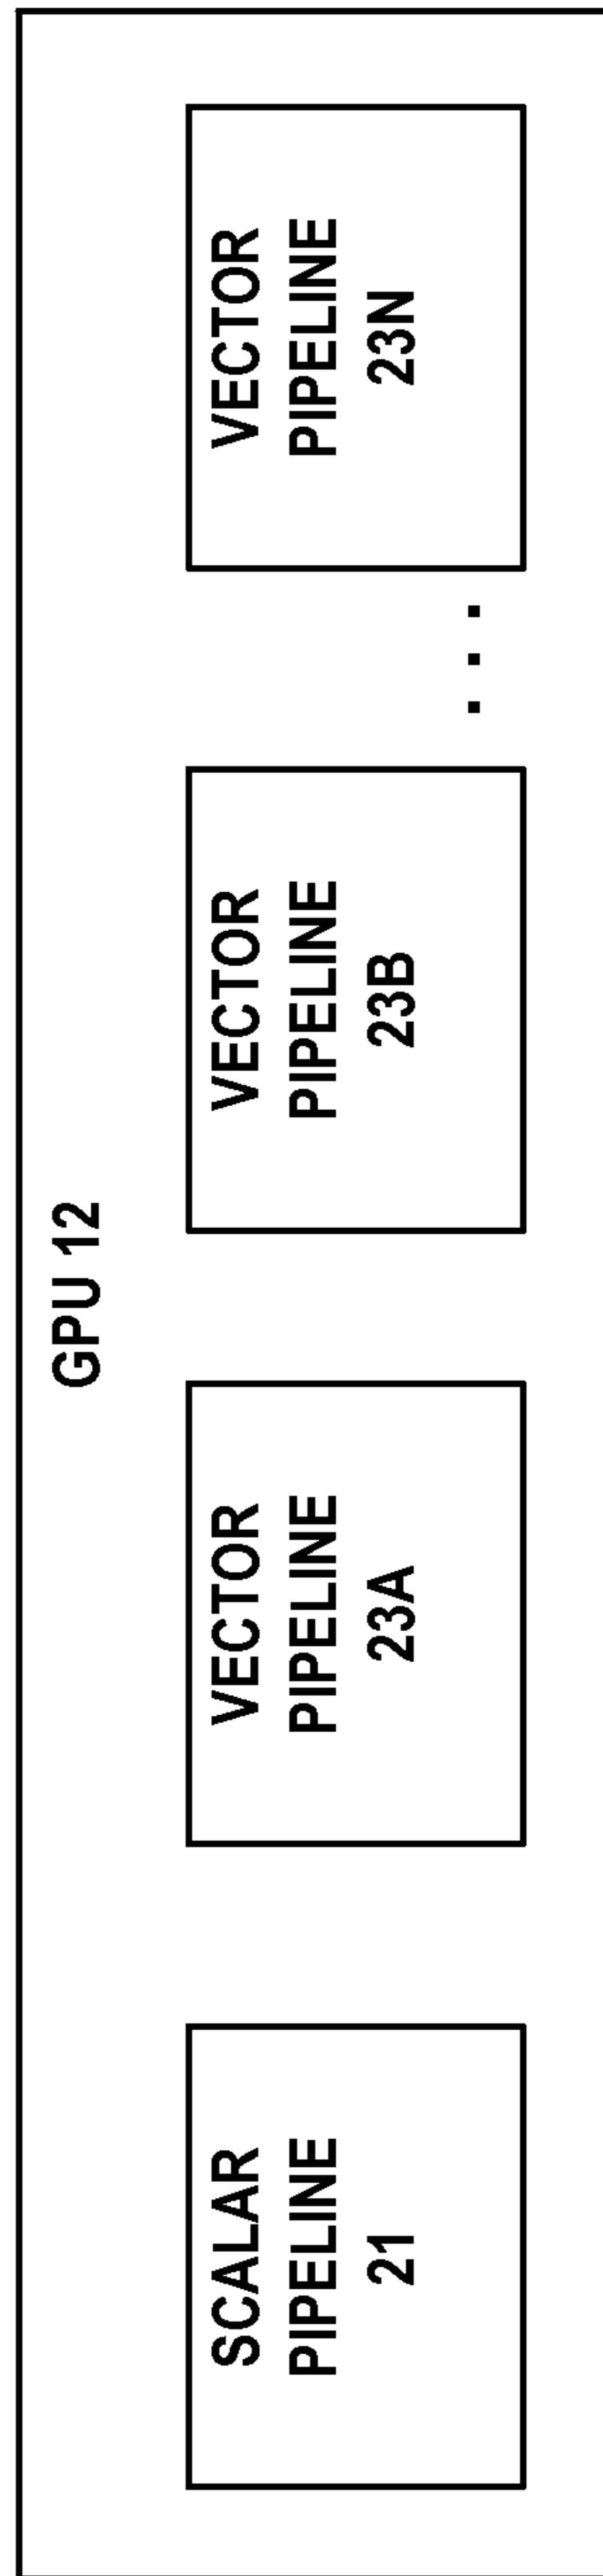 GPU 12
SCALAR
PIPELINE
21
VECTOR
PIPELINE
23A
VECTOR
PIPELINE
23B
. . .
VECTOR
PIPELINE
23N